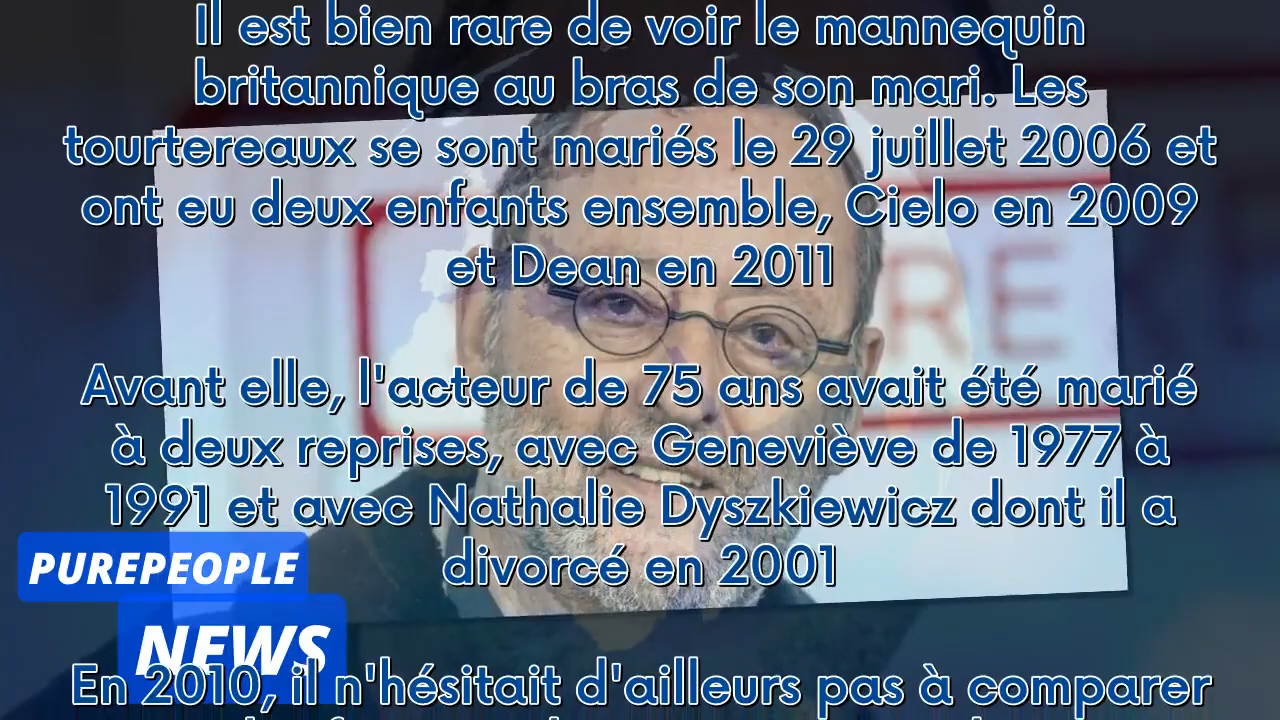 Il est bien rare de voir le mannequin
britannique au bras de son mari. Les
tourtereaux se sont mariés le 29 juillet 2006 et
ont eu deux enfants ensemble, Cielo en 2009
et Dean en 2011
Avant elle, l'acteur de 75 ans avait été marié
à deux reprises, avec Geneviève de 1977 à
1991 et avec Nathalie Dyszkiewicz dont il a
divorcé en 2001
PUREPEOPLE
NEWS
En 2010, il n'hésitait d'ailleurs pas à comparer